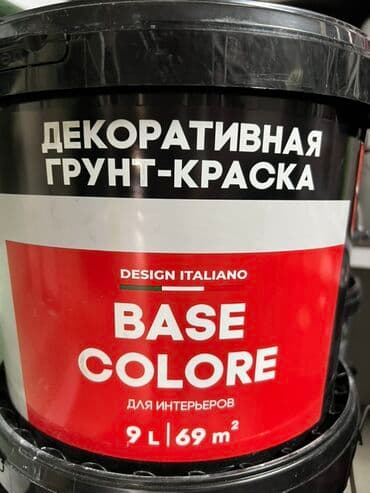 ДЕКОРАТИВНАЯ
ГРУНТ-КРАСКА
DESIGN ITALIANO
BASE
COLORE
ДЛЯ ИНТЕРЬЕРОВ
9 L | 69 m²